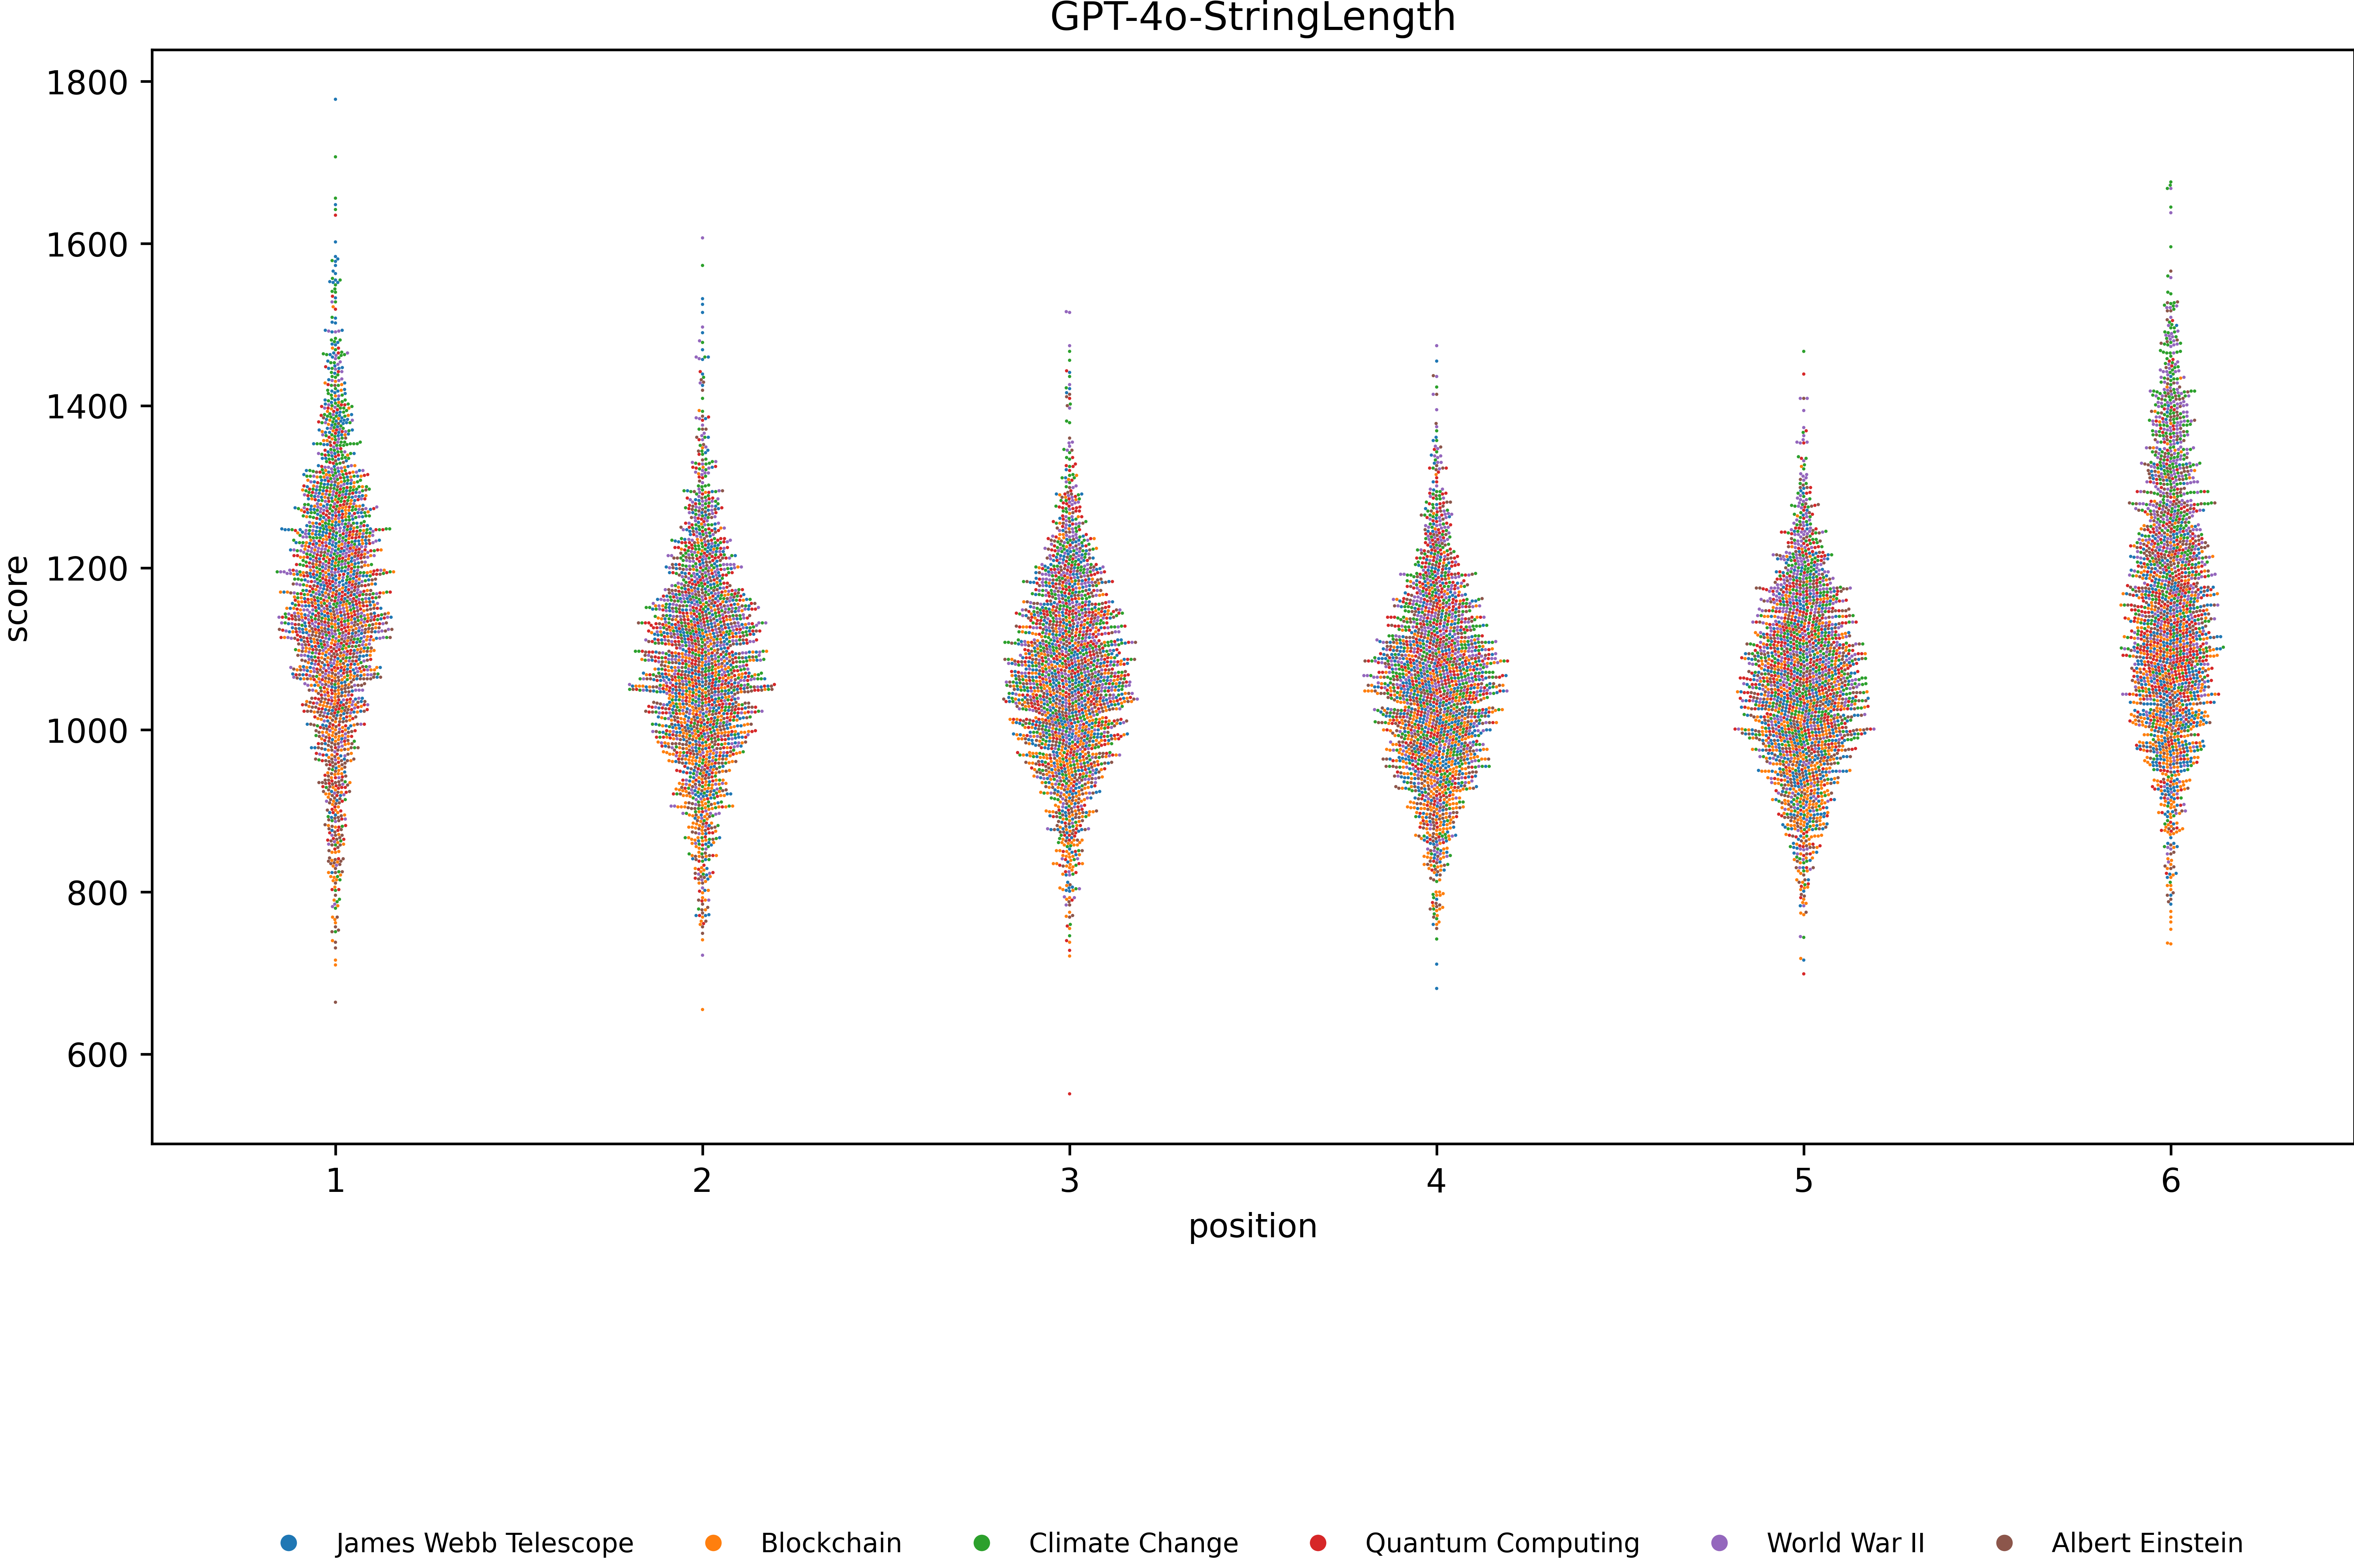 GPT-4o-StringLength
1800
1600
1400
1200
1000
800
600
score
1 2 3 4 5 6
position
James Webb Telescope Blockchain Climate Change Quantum Computing World War II Albert Einstein